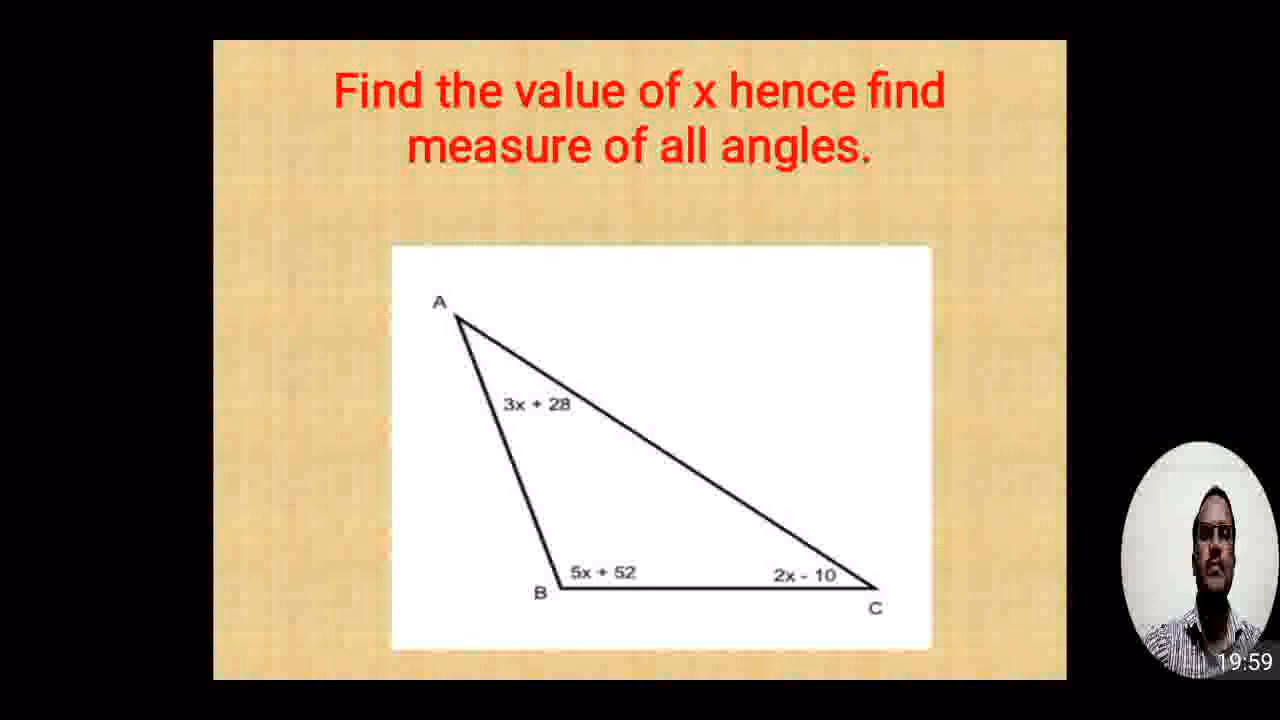 Find the value of x hence find
measure of all angles.
A
3x + 28
5x + 52
2x - 10
B
C
19:59